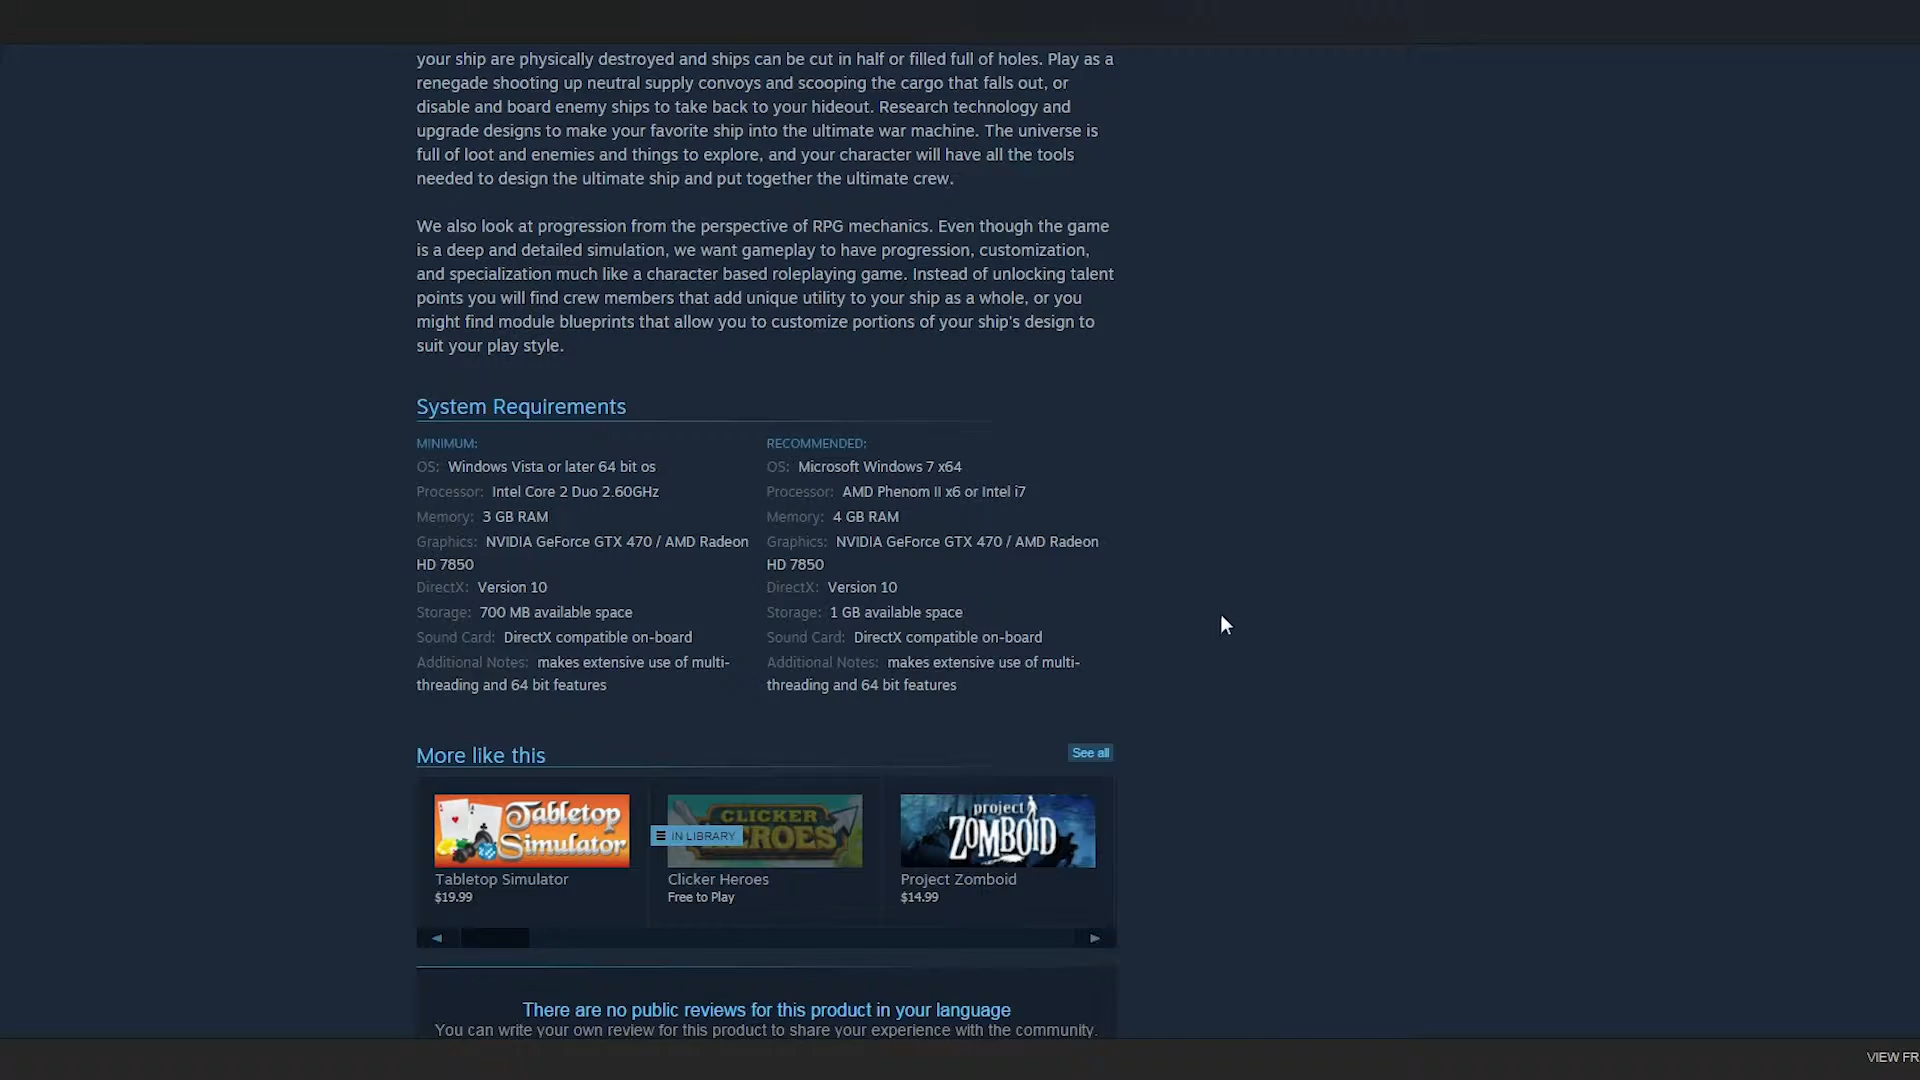 your ship are physically destroyed and ships can be cut in half or filled full of holes. Play as a
renegade shooting up neutral supply convoys and scooping the cargo that falls out, or
disable and board enemy ships to take back to your hideout. Research technology and
upgrade designs to make your favorite ship into the ultimate war machine. The universe is
full of loot and enemies and things to explore, and your character will have all the tools
needed to design the ultimate ship and put together the ultimate crew.
We also look at progression from the perspective of RPG mechanics. Even though the game
is a deep and detailed simulation, we want gameplay to have progression, customization,
and specialization much like a character based roleplaying game. Instead of unlocking talent
points you will find crew members that add unique utility to your ship as a whole, or you
might find module blueprints that allow you to customize portions of your ship's design to
suit your play style.
System Requirements
MINIMUM:
OS: Windows Vista or later 64 bit os
Processor: Intel Core 2 Duo 2.60GHz
Memory: 3 GB RAM
Graphics: NVIDIA GeForce GTX 470 / AMD Radeon
HD 7850
DirectX: Version 10
Storage: 700 MB available space
Sound Card: DirectX compatible on-board
Additional Notes: makes extensive use of multi-
threading and 64 bit features
RECOMMENDED:
OS: Microsoft Windows 7 x64
Processor: AMD Phenom II x6 or Intel i7
Memory: 4 GB RAM
Graphics: NVIDIA GeForce GTX 470 / AMD Radeon
HD 7850
DirectX: Version 10
Storage: 1 GB available space
Sound Card: DirectX compatible on-board
Additional Notes: makes extensive use of multi-
threading and 64 bit features
More like this
See all
Tabletop
Simulator
Tabletop Simulator
$19.99
CLICKER
HEROES
IN LIBRARY
Clicker Heroes
Free to Play
project
ZOMBOID
Project Zomboid
$14.99
There are no public reviews for this product in your language
You can write your own review for this product to share your experience with the community.
VIEW FR